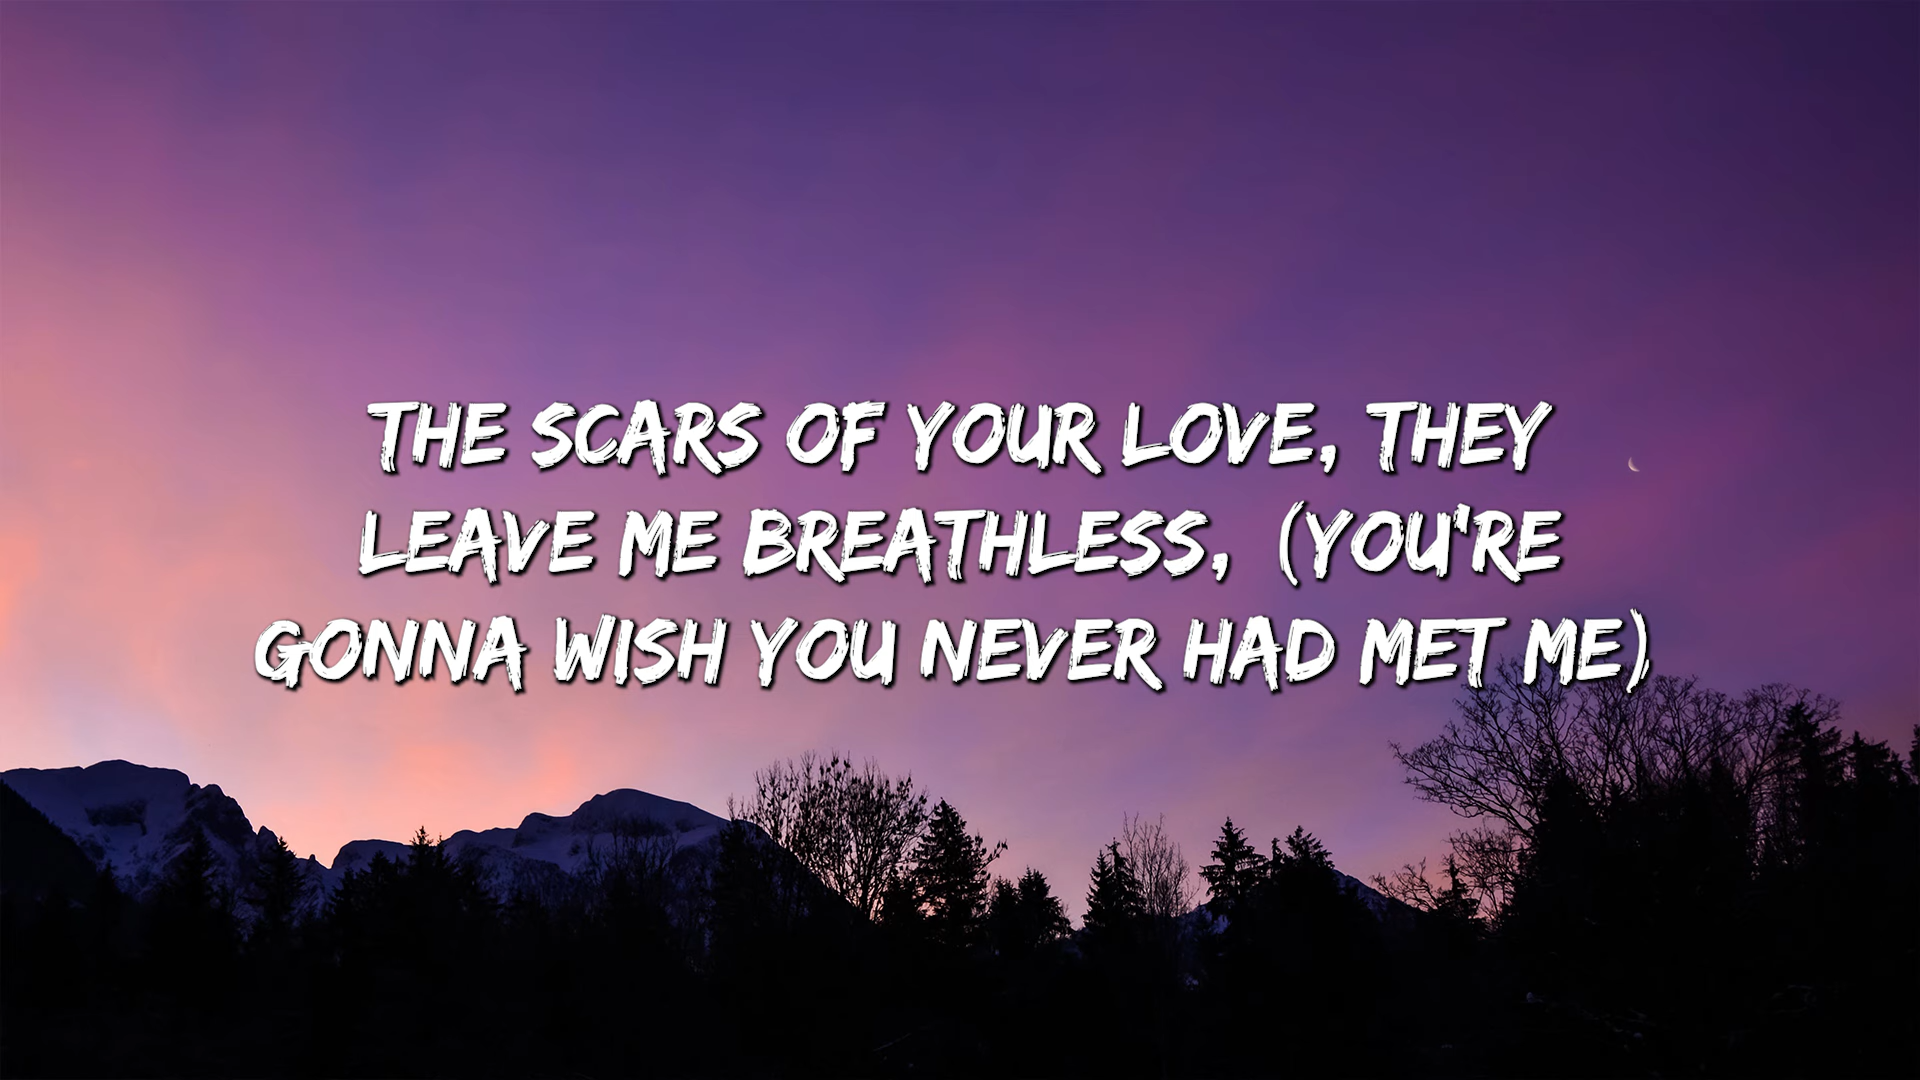 THE SCARS OF YOUR LOVE, THEY
LEAVE ME BREATHLESS, (YOU'RE
GONNA WISH YOU NEVER HAD MET ME)